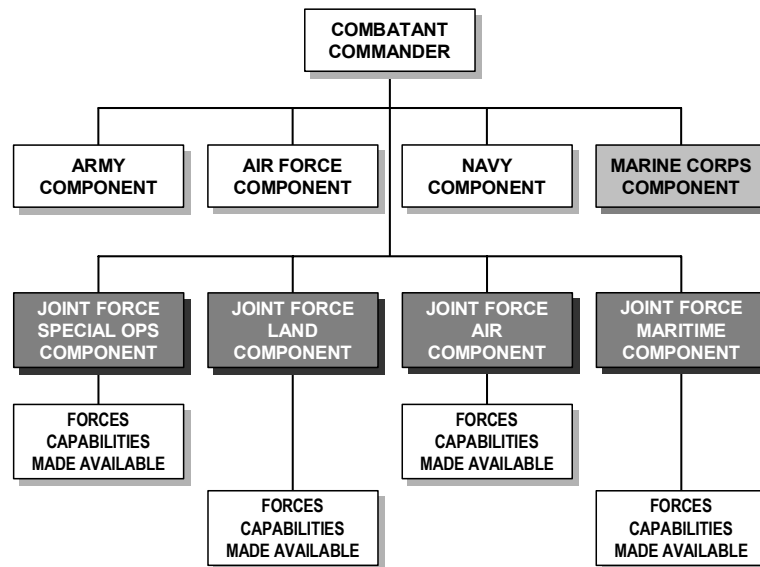 COMBATANT
COMMANDER
ARMY
COMPONENT
AIR FORCE
COMPONENT
NAVY
COMPONENT
MARINE CORPS
COMPONENT
JOINT FORCE
SPECIAL OPS
COMPONENT
JOINT FORCE
LAND
COMPONENT
JOINT FORCE
AIR
COMPONENT
JOINT FORCE
MARITIME
COMPONENT
FORCES
CAPABILITIES
MADE AVAILABLE
FORCES
CAPABILITIES
MADE AVAILABLE
FORCES
CAPABILITIES
MADE AVAILABLE
FORCES
CAPABILITIES
MADE AVAILABLE